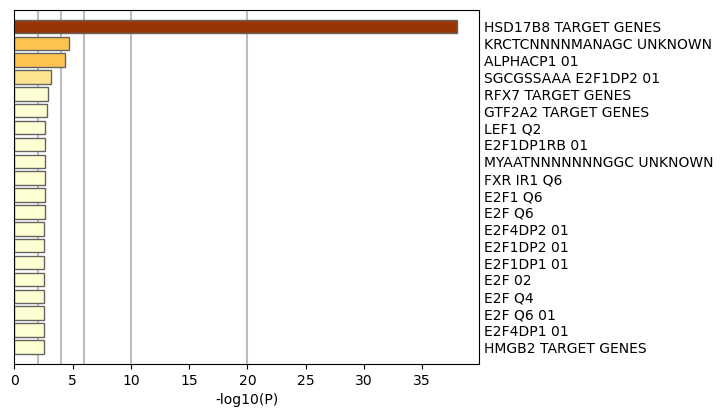 HSD17B8 TARGET GENES
KRCTCNNNNMANAGC UNKNOWN
ALPHACP1 01
SGCGSSAAA E2F1DP2 01
RFX7 TARGET GENES
GTF2A2 TARGET GENES
LEF1 Q2
E2F1DP1RB 01
MYAATNNNNNNNGGC UNKNOWN
FXR IR1 Q6
E2F1 Q6
E2F Q6
E2F4DP2 01
E2F1DP2 01
E2F1DP1 01
E2F 02
E2F Q4
E2F Q6 01
E2F4DP1 01
HMGB2 TARGET GENES
0 5 10 15 20 25 30 35
-log10(P)